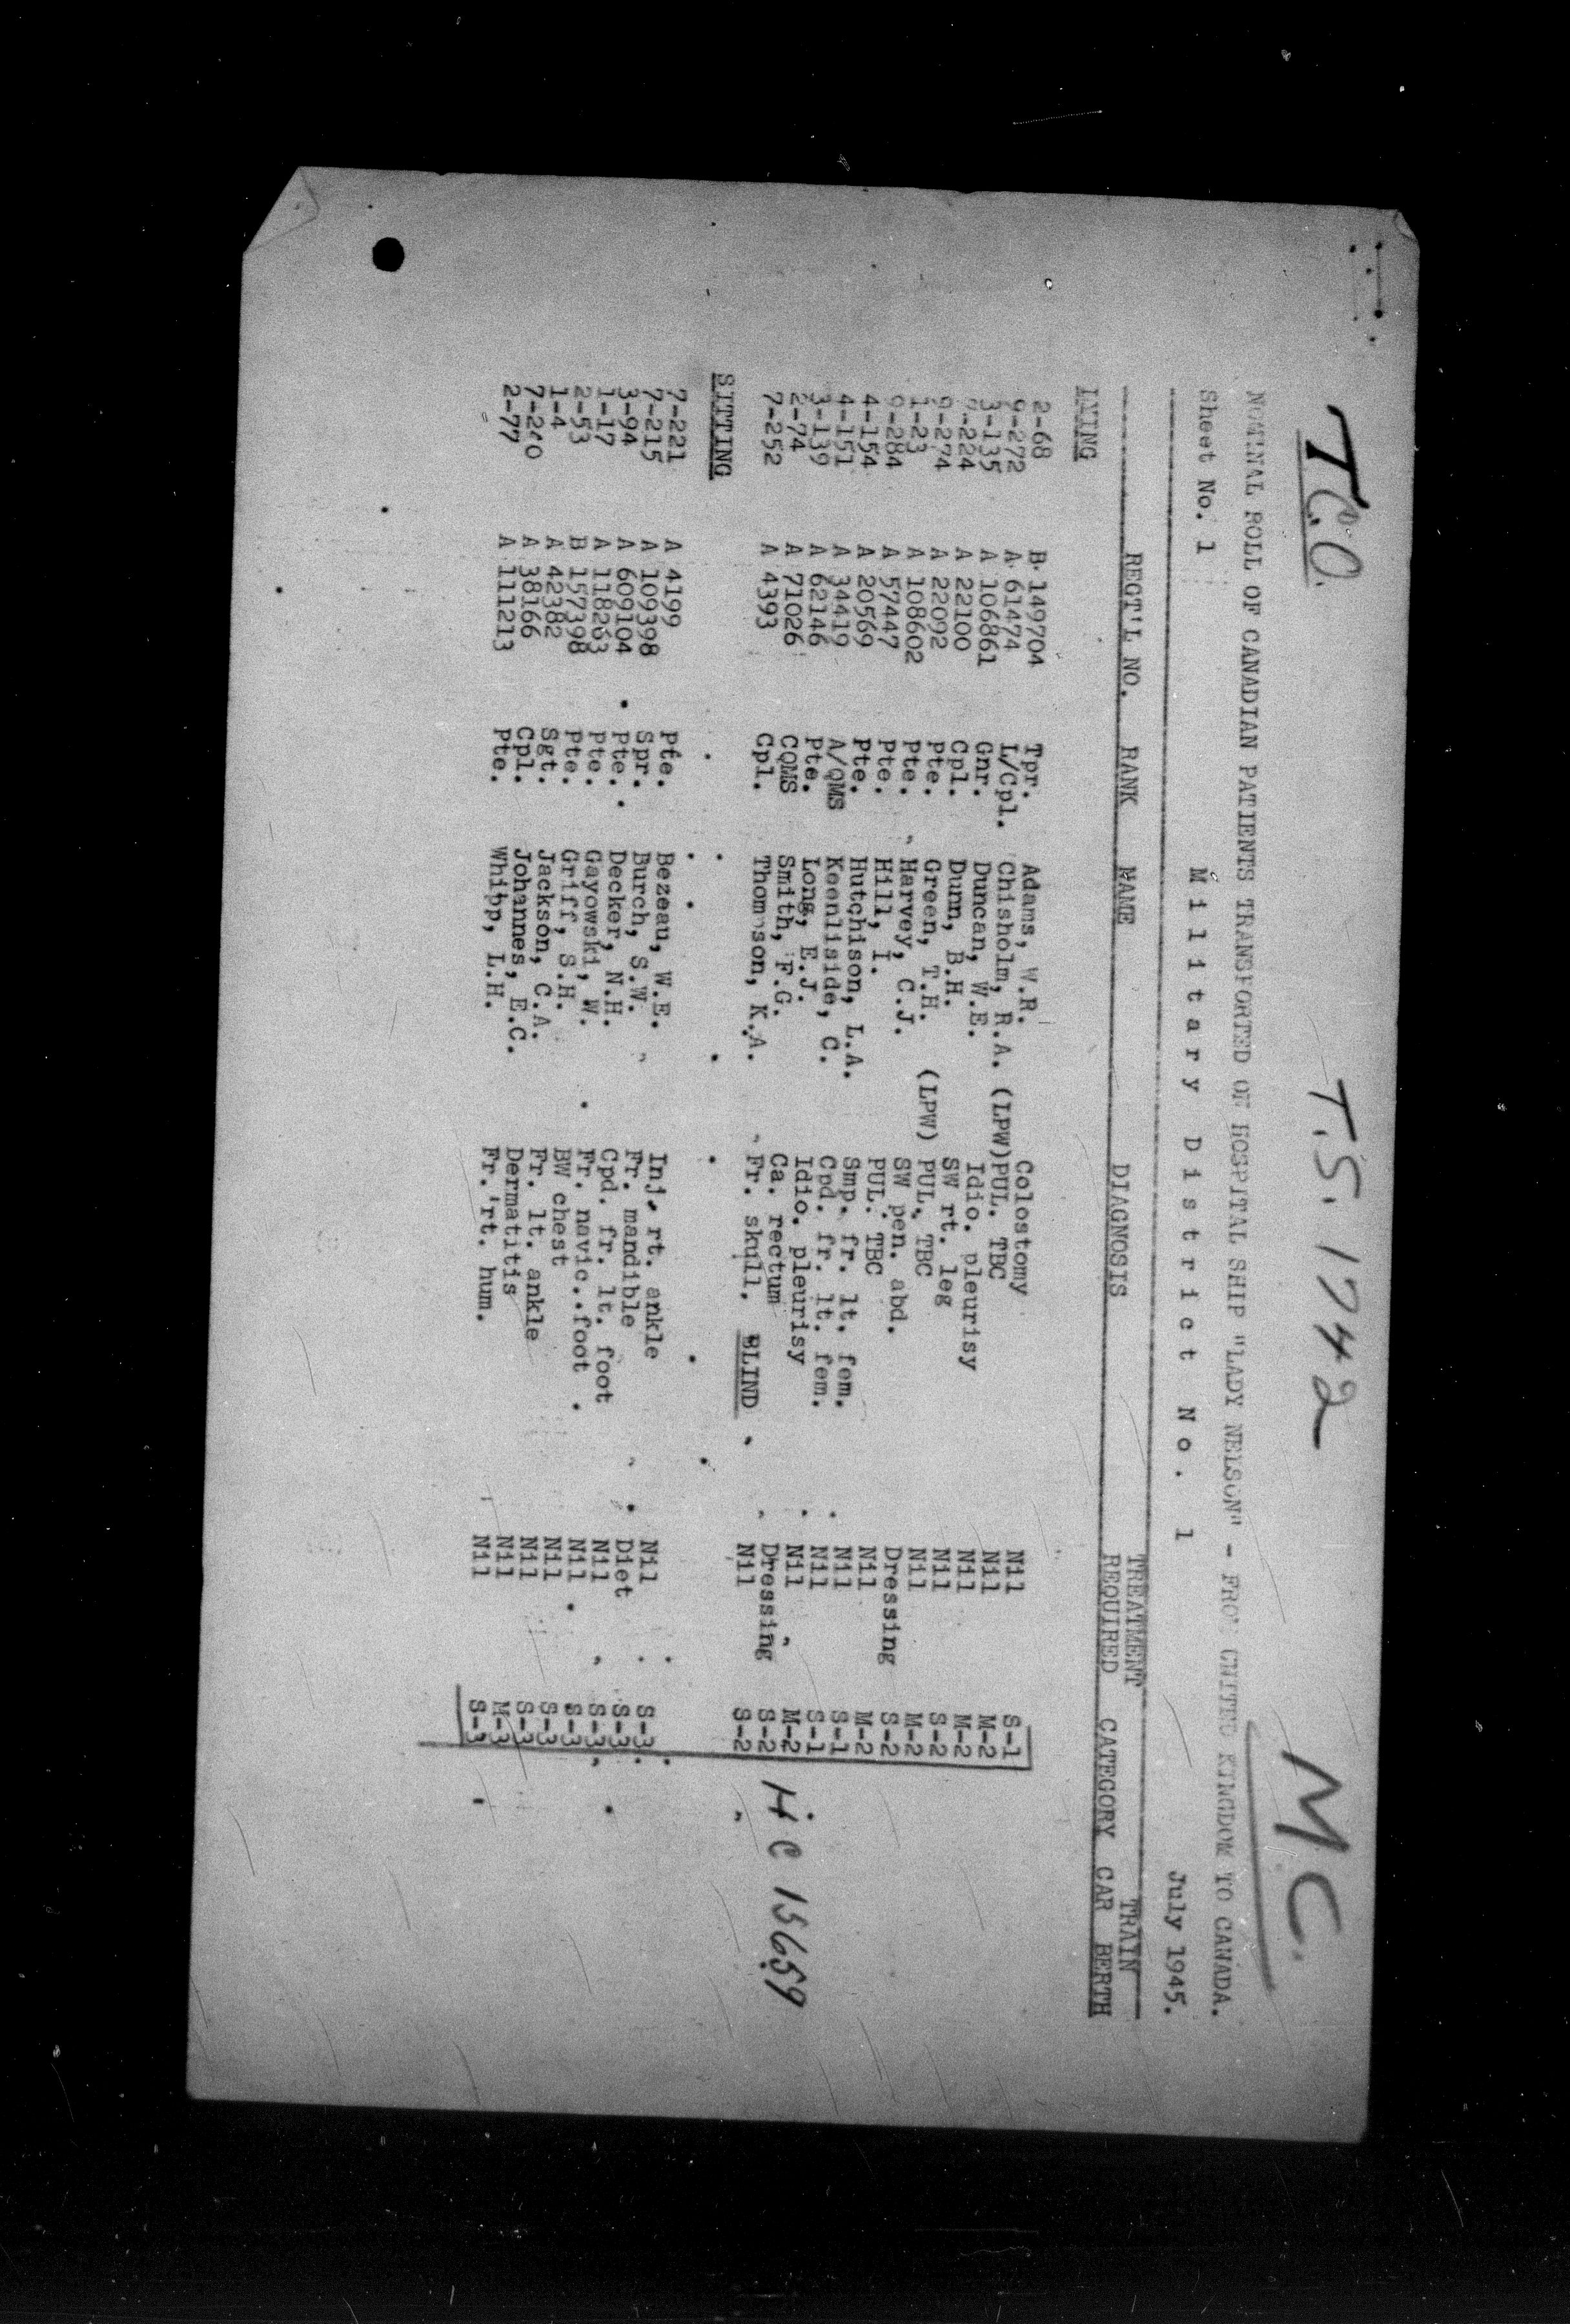 T.C.O. T.S. 1742 M.C.
NOMINAL ROLL OF CANADIAN PATIENTS TRANSPORTED OF HOSPITAL SHIP "LADY NELSON" - FROM UNITED KINGDOM TO CANADA.
Sheet No. 1 Military District No. 1 July 1945.
TREATMENT TRAIN
REGT'L NO. RANK NAME DIAGNOSIS REQUIRED CATEGORY CAR BERTH
LYING
2-68 B 149704 Tpr. Adams, W.R. Colostomy Nil S-1
9-272 A 61474 L/Cpl. Chisholm, R.A. (LPW) PUL. TBC Nil M-2
3-135 A 106861 Gnr. Duncan, W.E. Idio. pleurisy Nil M-2
-224 A 22100 Cpl. Dunn, B.H. SW rt. leg Nil S-2
9-274 A 22092 Pte. Green, T.H. (LPW) PUL. TBC Nil M-2
1-23 A 108602 Pte. Harvey, C.J. SW pen. abd. Dressing S-2
9-284 A 57447 Pte. Hill, I. PUL. TBC Nil M-2
4-154 A 20569 Pte. Hutchison, L.A. Smp. fr. lt. fem. Nil S-1
4-151 A 34419 A/QMS Keenliside, C. Cpd. fr. lt. fem. Nil S-1
3-139 A 62146 Pte. Long, E.J. Idio. pleurisy Nil M-2
2-74 A 71026 CQMS Smith, F.G. Ca. rectum Dressing S-2
7-252 A 4393 Cpl. Thompson, K.A. Fr. skull. BLIND Nil S-2
H C 15659
SITTING
7-221 A 4199 Pte. Bezeau, W.E. Inj. rt. ankle Nil S-3
7-215 A 109398 Spr. Burch, S.W. Fr. mandible Diet S-3
3-94 A 609104 Pte. Decker, N.H. Cpd. fr. lt. foot Nil S-3
1-17 A 118263 Pte. Gayowski, W. Fr. navic. foot Nil S-3
2-53 B 157398 Pte. Griff, S.H. BW chest Nil S-3
1-4 A 42382 Sgt. Jackson, C.A. Fr. lt. ankle Nil S-3
7-240 A 38166 Cpl. Johannes, E.C. Dermatitis Nil M-3
2-77 A 111213 Pte. Whipp, L.H. Fr. rt. hum. Nil S-3